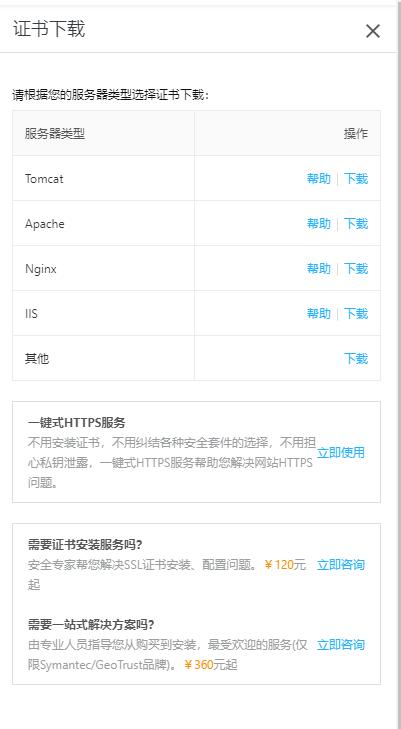 证书下载
请根据您的服务器类型选择证书下载：
服务器类型 操作
Tomcat 帮助 | 下载
Apache 帮助 | 下载
Nginx 帮助 | 下载
IIS 帮助 | 下载
其他 下载
一键式HTTPS服务
不用安装证书，不用纠结各种安全套件的选择，不用担
心私钥泄露，一键式HTTPS服务帮助您解决网站HTTPS
问题。
立即使用
需要证书安装服务吗?
安全专家帮您解决SSL证书安装、配置问题。￥120元
起
立即咨询
需要一站式解决方案吗?
由专业人员指导您从购买到安装，最受欢迎的服务(仅
限Symantec/GeoTrust品牌)。￥360元起
立即咨询